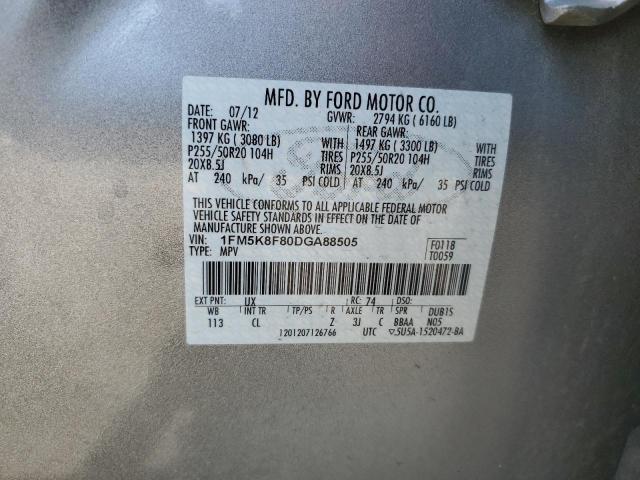 MFD. BY FORD MOTOR CO.
DATE: 07/12 GVWR: 2794 KG ( 6160 LB)
FRONT GAWR: REAR GAWR:
1397 KG ( 3080 LB) WITH 1497 KG ( 3300 LB) WITH
P255/50R20 104H TIRES P255/50R20 104H TIRES
20X8.5J RIMS 20X8.5J RIMS
AT 240 kPa/ 35 PSI COLD AT 240 kPa/ 35 PSI COLD
THIS VEHICLE CONFORMS TO ALL APPLICABLE FEDERAL MOTOR
VEHICLE SAFETY STANDARDS IN EFFECT ON THE DATE OF
MANUFACTURE SHOWN ABOVE.
VIN: 1FM5K8F80DGA88505 F0118
TYPE: MPV T0059
EXT PNT: UX RC: 74 DSO:
WB INT TR TP/PS R AXLE TR SPR DUB1S
113 CL Z 3J C BBAA N05
1201207126766 UTC ▽5U5A-1520472-BA